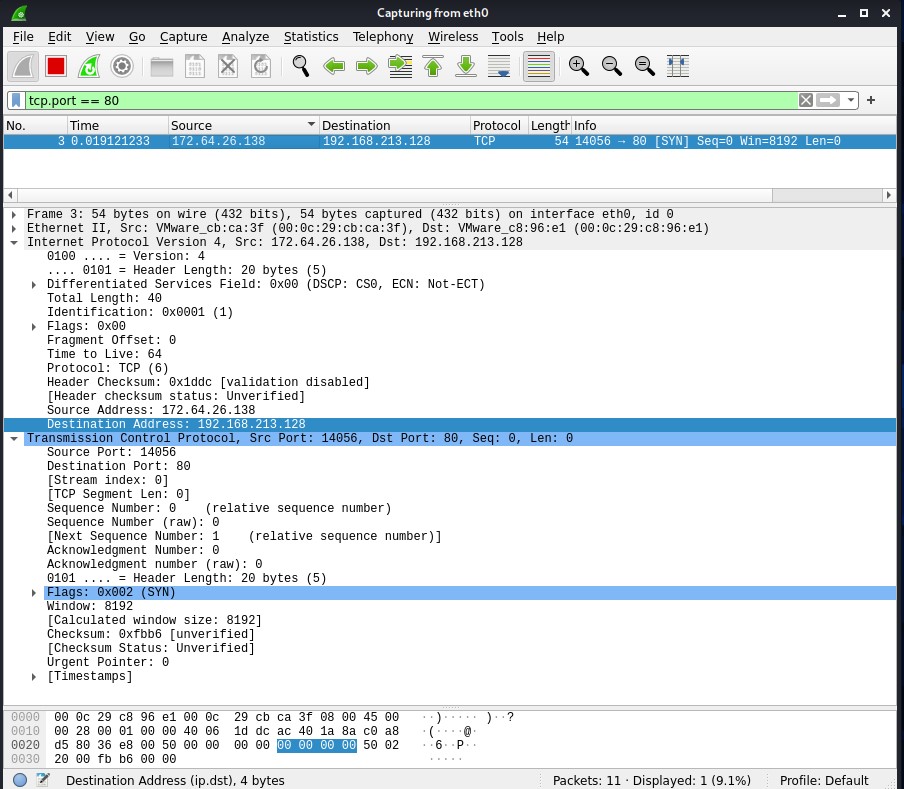 Capturing from eth0
File Edit View Go Capture Analyze Statistics Telephony Wireless Tools Help
tcp.port == 80
No. Time Source Destination Protocol Length Info
3 0.019121233 172.64.26.138 192.168.213.128 TCP 54 14056 → 80 [SYN] Seq=0 Win=8192 Len=0
Frame 3: 54 bytes on wire (432 bits), 54 bytes captured (432 bits) on interface eth0, id 0
Ethernet II, Src: VMware_cb:ca:3f (00:0c:29:cb:ca:3f), Dst: VMware_c8:96:e1 (00:0c:29:c8:96:e1)
Internet Protocol Version 4, Src: 172.64.26.138, Dst: 192.168.213.128
0100 .... = Version: 4
.... 0101 = Header Length: 20 bytes (5)
Differentiated Services Field: 0x00 (DSCP: CS0, ECN: Not-ECT)
Total Length: 40
Identification: 0x0001 (1)
Flags: 0x00
Fragment Offset: 0
Time to Live: 64
Protocol: TCP (6)
Header Checksum: 0x1ddc [validation disabled]
[Header checksum status: Unverified]
Source Address: 172.64.26.138
Destination Address: 192.168.213.128
Transmission Control Protocol, Src Port: 14056, Dst Port: 80, Seq: 0, Len: 0
Source Port: 14056
Destination Port: 80
[Stream index: 0]
[TCP Segment Len: 0]
Sequence Number: 0 (relative sequence number)
Sequence Number (raw): 0
[Next Sequence Number: 1 (relative sequence number)]
Acknowledgment Number: 0
Acknowledgment number (raw): 0
0101 .... = Header Length: 20 bytes (5)
Flags: 0x002 (SYN)
Window: 8192
[Calculated window size: 8192]
Checksum: 0xfbb6 [unverified]
[Checksum Status: Unverified]
Urgent Pointer: 0
[Timestamps]
0000 00 0c 29 c8 96 e1 00 0c 29 cb ca 3f 08 00 45 00 ··)····· )··?
0010 00 28 00 01 00 00 40 06 1d dc ac 40 1a 8a c0 a8 ·(····@·
0020 d5 80 36 e8 00 50 00 00 00 00 00 00 00 00 50 02 ··6··P··
0030 20 00 fb b6 00 00 ·····
Destination Address (ip.dst), 4 bytes Packets: 11 · Displayed: 1 (9.1%) Profile: Default